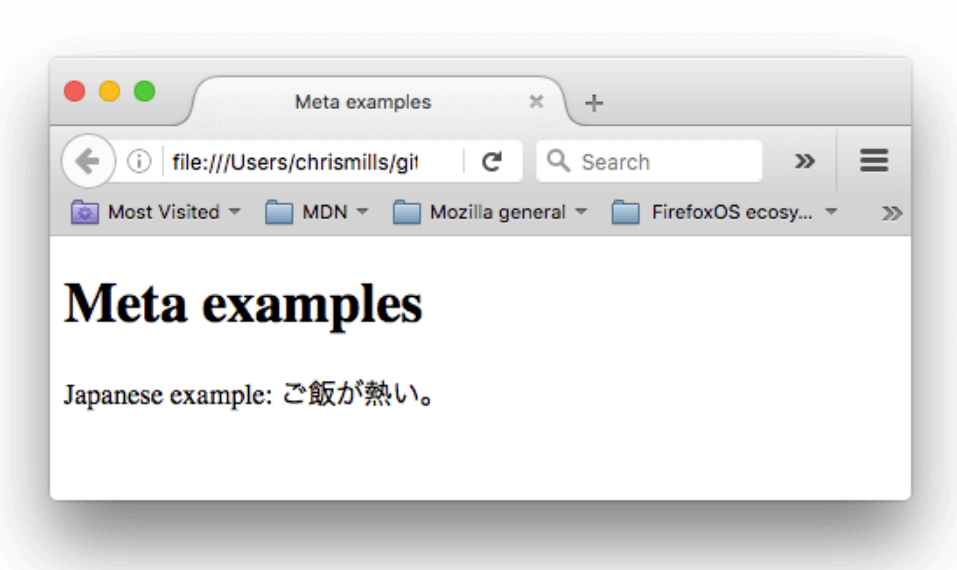 Meta examples
file:///Users/chrismills/git
Search
Most Visited MDN Mozilla general FirefoxOS ecosy...
Meta examples
Japanese example: ご飯が熱い。